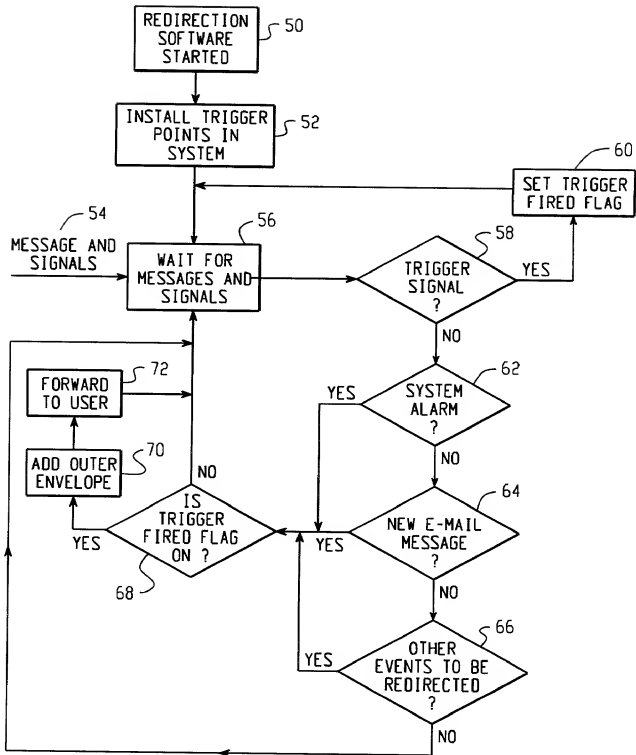 REDIRECTION
SOFTWARE
STARTED
50
INSTALL TRIGGER
POINTS IN
SYSTEM
52
60
SET TRIGGER
FIRED FLAG
54
MESSAGE AND
SIGNALS
56
WAIT FOR
MESSAGES AND
SIGNALS
58
TRIGGER
SIGNAL
?
YES
NO
62
SYSTEM
ALARM
?
YES
NO
72
FORWARD
TO USER
70
ADD OUTER
ENVELOPE
NO
IS
TRIGGER
FIRED FLAG
ON ?
YES
68
64
NEW E-MAIL
MESSAGE
?
YES
NO
66
OTHER
EVENTS TO BE
REDIRECTED
?
YES
NO